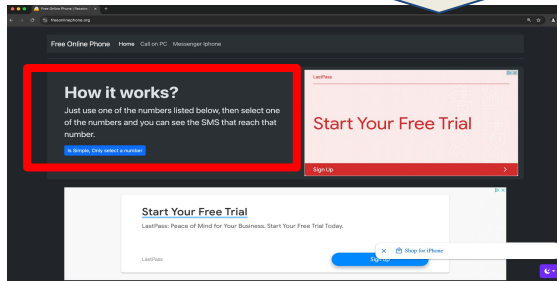 Free Online Phone | Receive
freeonlinephone.org
Free Online Phone Home Call on PC Messenger Iphone
How it works?
Just use one of the numbers listed below, then select one
of the numbers and you can see the SMS that reach that
number.
Is Simple, Only select a number
LastPass
Start Your Free Trial
Sign Up
Start Your Free Trial
LastPass: Peace of Mind for Your Business. Start Your Free Trial Today.
LastPass
Sign Up
Shop for iPhone